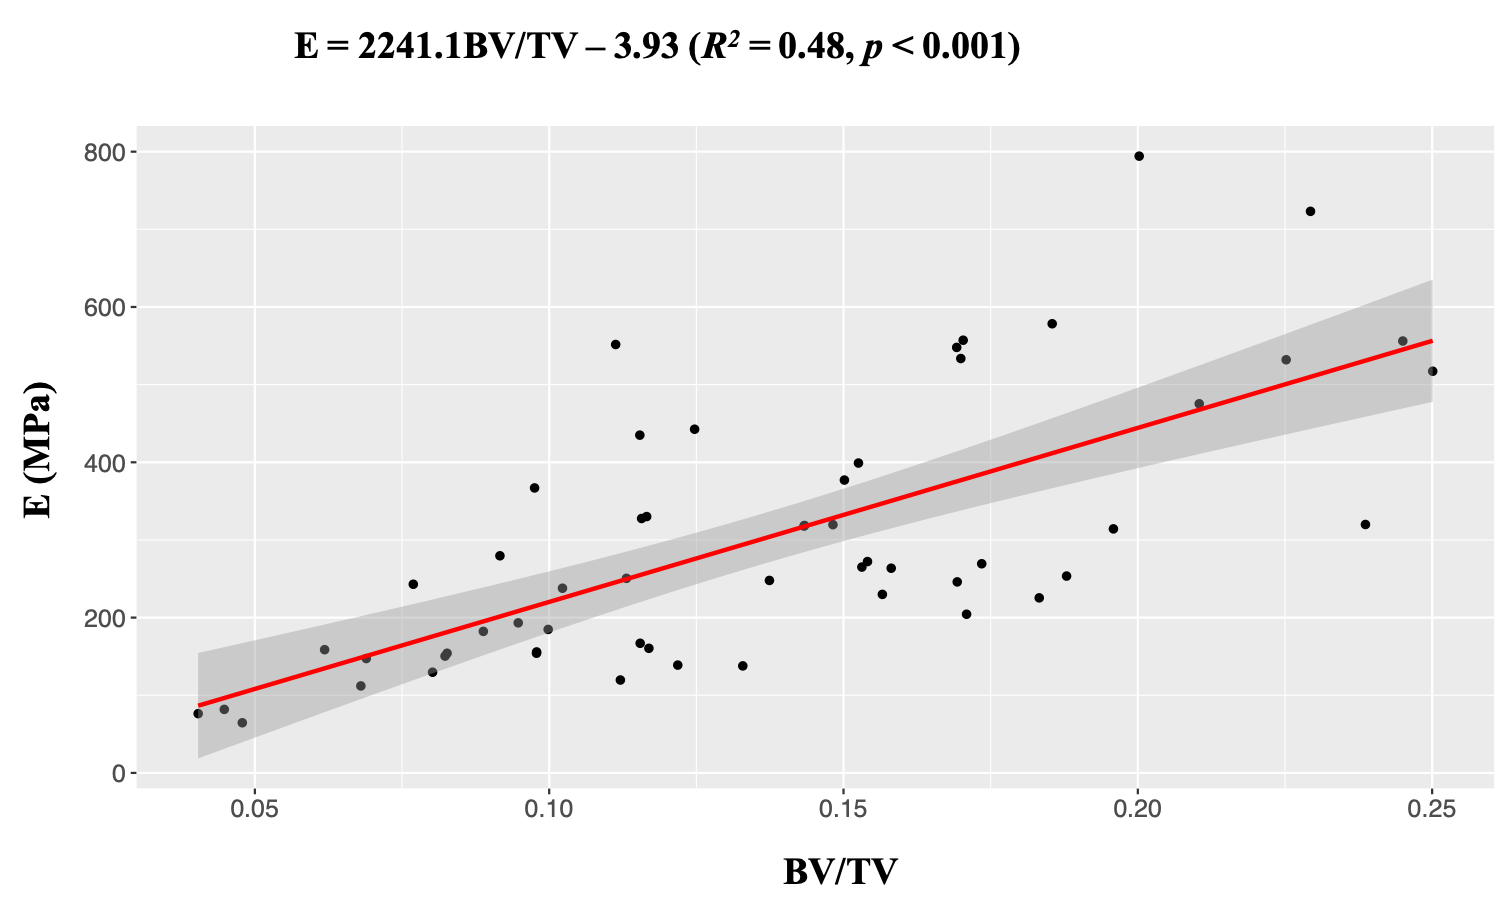 E = 2241.1BV/TV – 3.93 (R² = 0.48, p < 0.001)
800
600
400
200
0
E (MPa)
0.05 0.10 0.15 0.20 0.25
BV/TV